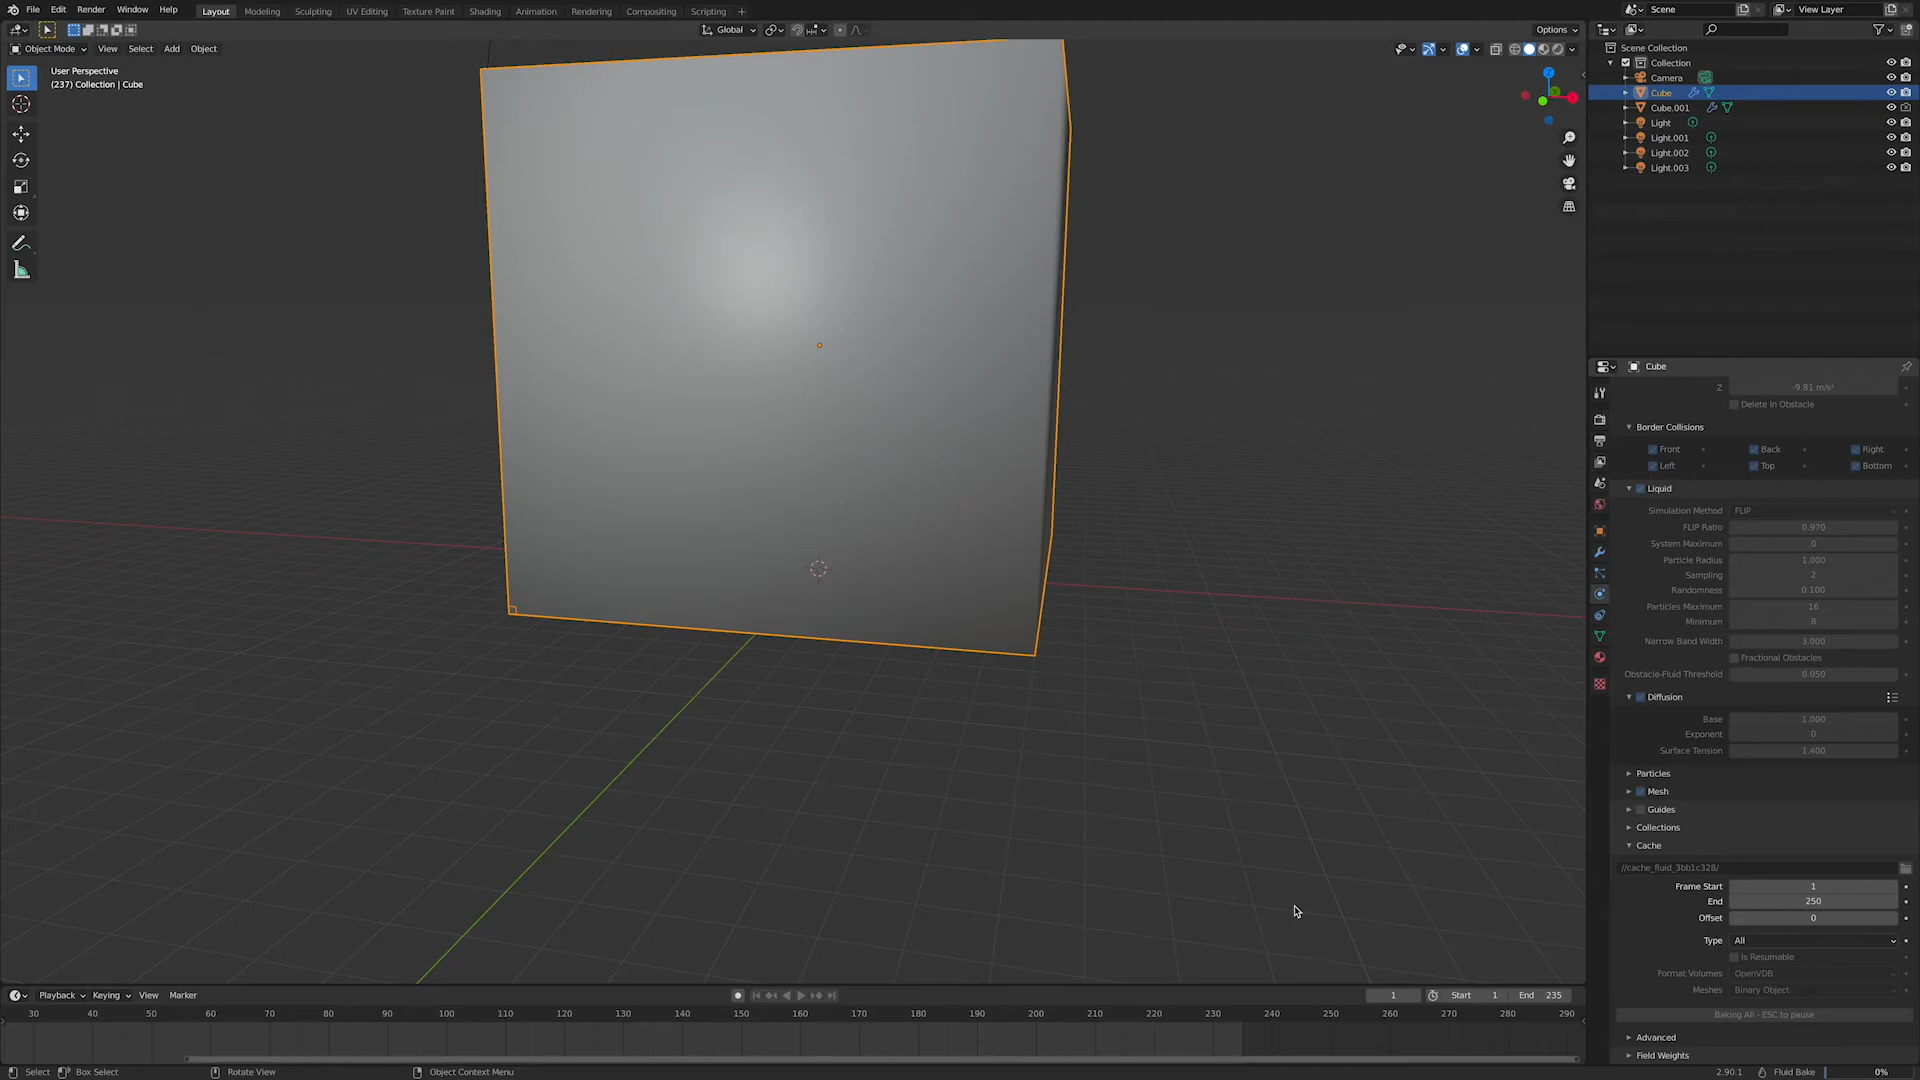 File Edit Render Window Help Layout Modeling Sculpting UV Editing Texture Paint Shading Animation Rendering Compositing Scripting + Scene View Layer
Global Options
Object Mode View Select Add Object
User Perspective
(237) Collection | Cube
Z
X
Scene Collection
Collection
Camera
Cube
Cube.001
Light
Light.001
Light.002
Light.003
Cube
Z -9.81 m/s²
Delete In Obstacle
Border Collisions
Front Back Right
Left Top Bottom
Liquid
Simulation Method FLIP
FLIP Ratio 0.970
System Maximum 0
Particle Radius 1.000
Sampling 2
Randomness 0.100
Particles Maximum 16
Minimum 8
Narrow Band Width 3.000
Fractional Obstacles
Obstacle-Fluid Threshold 0.050
Diffusion
Base 1.000
Exponent 0
Surface Tension 1.400
Particles
Mesh
Guides
Collections
Cache
//cache_fluid_3bb1c328/
Frame Start 1
End 250
Offset 0
Type All
Is Resumable
Format Volumes OpenVDB
Meshes Binary Object
Baking All - ESC to pause
Advanced
Field Weights
Playback Keying View Marker 1 Start 1 End 235
30 40 50 60 70 80 90 100 110 120 130 140 150 160 170 180 190 200 210 220 230 240 250 260 270 280 290
Select Box Select Rotate View Object Context Menu 2.90.1 Fluid Bake 0%